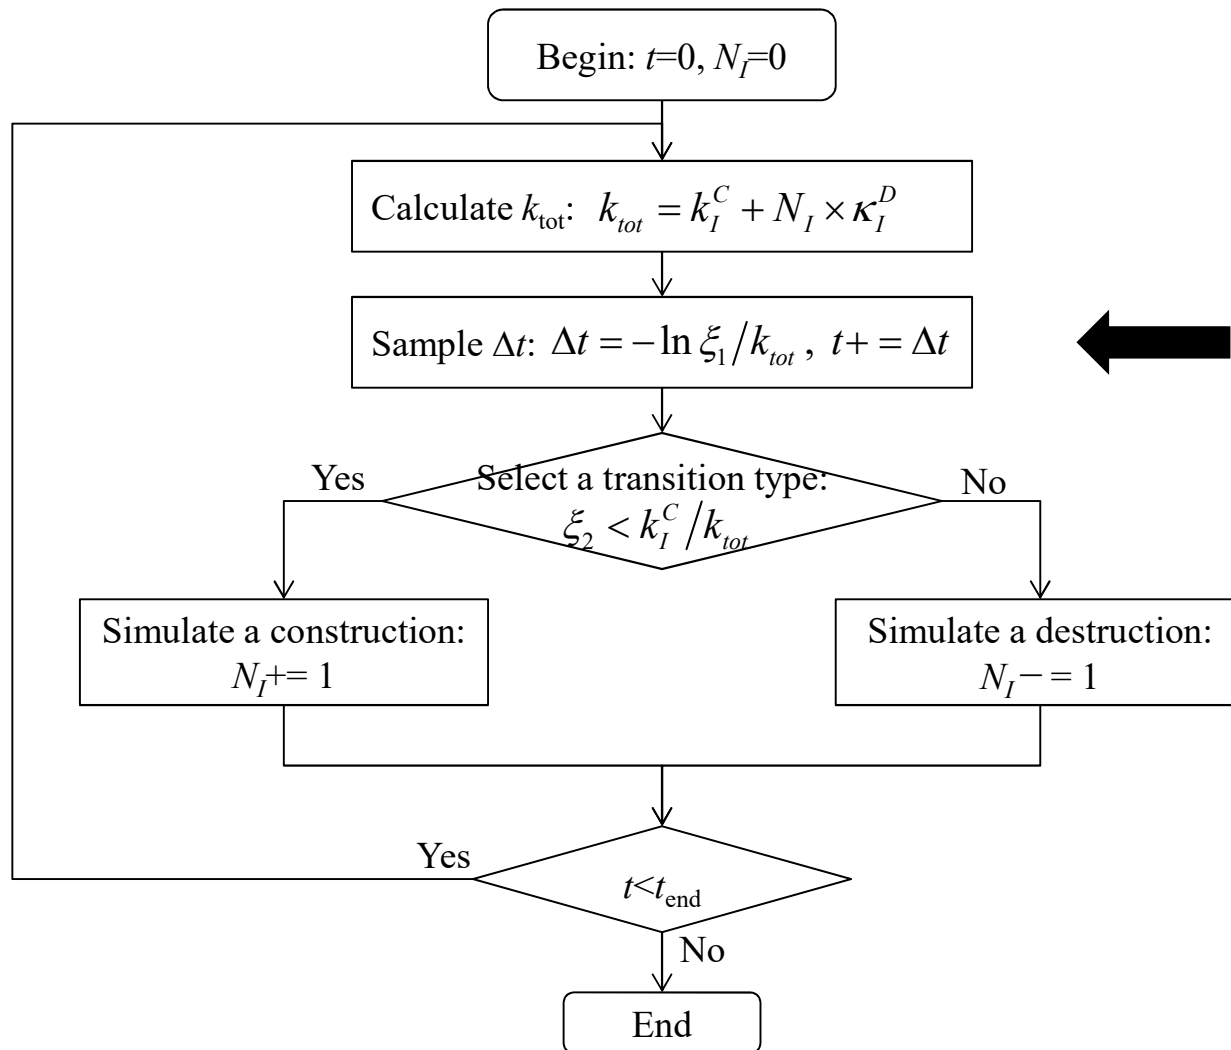 Begin: t=0, N_I=0
Calculate k_tot: k_tot = k_I^C + N_I × κ_I^D
Sample Δt: Δt = −ln ξ_1/k_tot , t+ = Δt
Select a transition type:
Yes
No
ξ_2 < k_I^C/k_tot
Simulate a construction:
N_I+= 1
Simulate a destruction:
N_I− = 1
Yes
t<t_end
No
End